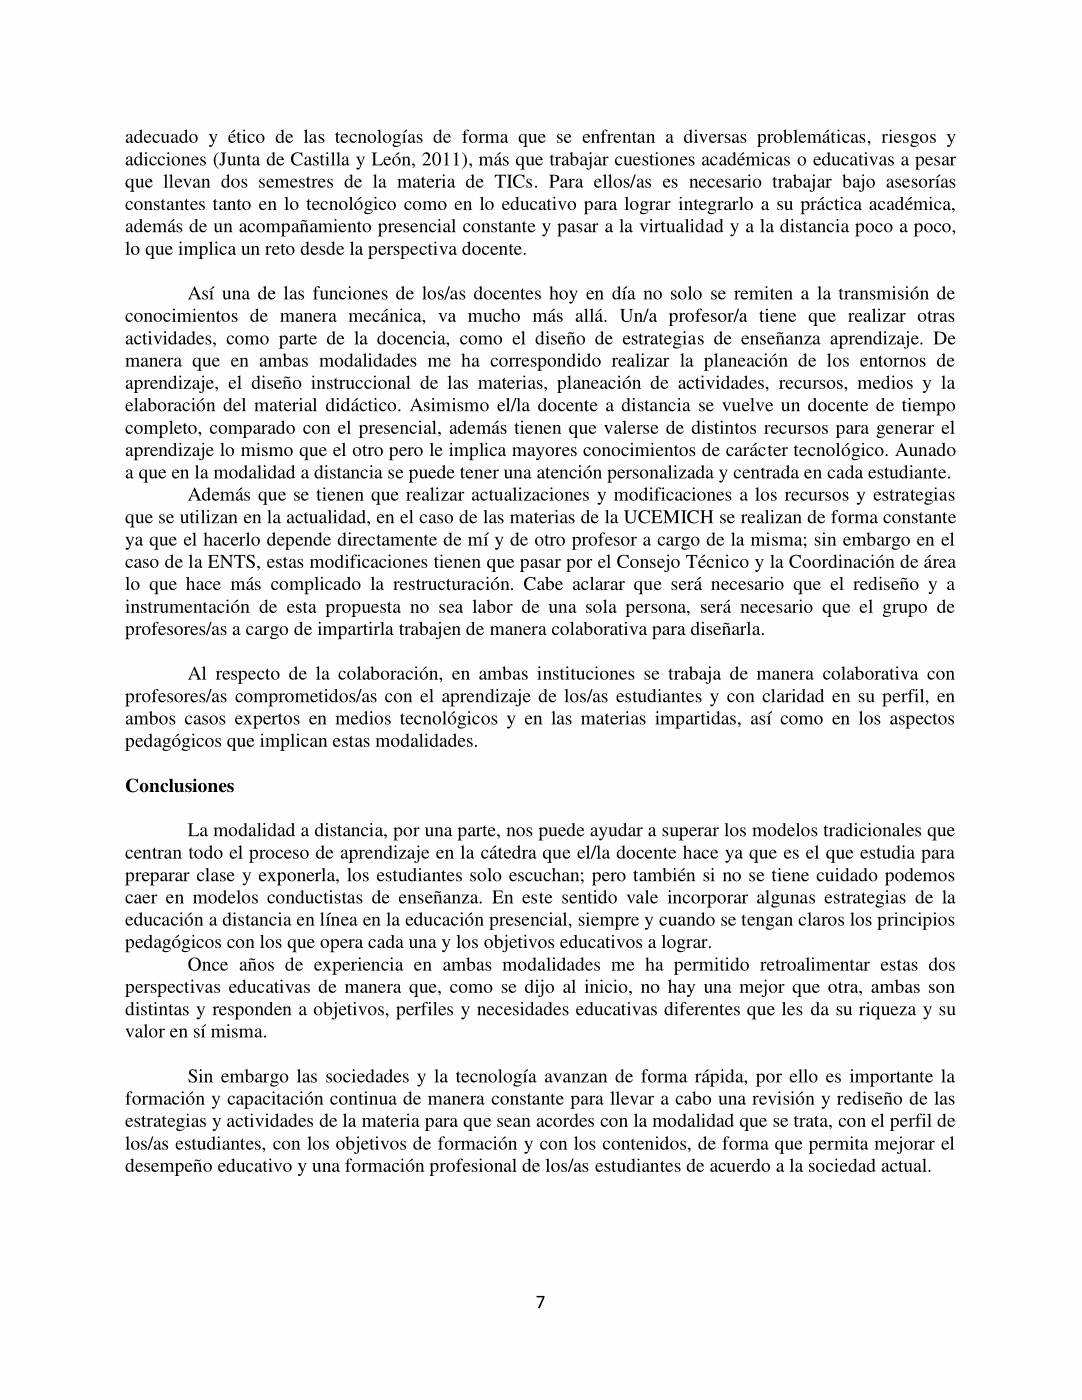 adecuado y ético de las tecnologías de forma que se enfrentan a diversas problemáticas, riesgos y
adicciones (Junta de Castilla y León, 2011), más que trabajar cuestiones académicas o educativas a pesar
que llevan dos semestres de la materia de TICs. Para ellos/as es necesario trabajar bajo asesorías
constantes tanto en lo tecnológico como en lo educativo para lograr integrarlo a su práctica académica,
además de un acompañamiento presencial constante y pasar a la virtualidad y a la distancia poco a poco,
lo que implica un reto desde la perspectiva docente.
Así una de las funciones de los/as docentes hoy en día no solo se remiten a la transmisión de
conocimientos de manera mecánica, va mucho más allá. Un/a profesor/a tiene que realizar otras
actividades, como parte de la docencia, como el diseño de estrategias de enseñanza aprendizaje. De
manera que en ambas modalidades me ha correspondido realizar la planeación de los entornos de
aprendizaje, el diseño instruccional de las materias, planeación de actividades, recursos, medios y la
elaboración del material didáctico. Asimismo el/la docente a distancia se vuelve un docente de tiempo
completo, comparado con el presencial, además tienen que valerse de distintos recursos para generar el
aprendizaje lo mismo que el otro pero le implica mayores conocimientos de carácter tecnológico. Aunado
a que en la modalidad a distancia se puede tener una atención personalizada y centrada en cada estudiante.
Además que se tienen que realizar actualizaciones y modificaciones a los recursos y estrategias
que se utilizan en la actualidad, en el caso de las materias de la UCEMICH se realizan de forma constante
ya que el hacerlo depende directamente de mí y de otro profesor a cargo de la misma; sin embargo en el
caso de la ENTS, estas modificaciones tienen que pasar por el Consejo Técnico y la Coordinación de área
lo que hace más complicado la restructuración. Cabe aclarar que será necesario que el rediseño y a
instrumentación de esta propuesta no sea labor de una sola persona, será necesario que el grupo de
profesores/as a cargo de impartirla trabajen de manera colaborativa para diseñarla.
Al respecto de la colaboración, en ambas instituciones se trabaja de manera colaborativa con
profesores/as comprometidos/as con el aprendizaje de los/as estudiantes y con claridad en su perfil, en
ambos casos expertos en medios tecnológicos y en las materias impartidas, así como en los aspectos
pedagógicos que implican estas modalidades.
Conclusiones
La modalidad a distancia, por una parte, nos puede ayudar a superar los modelos tradicionales que
centran todo el proceso de aprendizaje en la cátedra que el/la docente hace ya que es el que estudia para
preparar clase y exponerla, los estudiantes solo escuchan; pero también si no se tiene cuidado podemos
caer en modelos conductistas de enseñanza. En este sentido vale incorporar algunas estrategias de la
educación a distancia en línea en la educación presencial, siempre y cuando se tengan claros los principios
pedagógicos con los que opera cada una y los objetivos educativos a lograr.
Once años de experiencia en ambas modalidades me ha permitido retroalimentar estas dos
perspectivas educativas de manera que, como se dijo al inicio, no hay una mejor que otra, ambas son
distintas y responden a objetivos, perfiles y necesidades educativas diferentes que les da su riqueza y su
valor en sí misma.
Sin embargo las sociedades y la tecnología avanzan de forma rápida, por ello es importante la
formación y capacitación continua de manera constante para llevar a cabo una revisión y rediseño de las
estrategias y actividades de la materia para que sean acordes con la modalidad que se trata, con el perfil de
los/as estudiantes, con los objetivos de formación y con los contenidos, de forma que permita mejorar el
desempeño educativo y una formación profesional de los/as estudiantes de acuerdo a la sociedad actual.
7